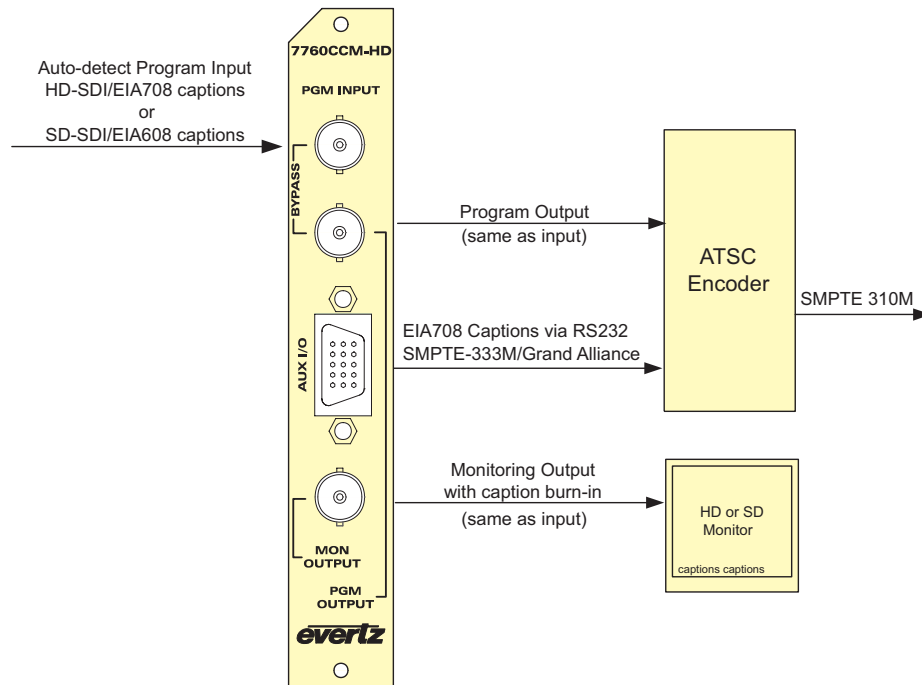 7760CCM-HD
Auto-detect Program Input
HD-SDI/EIA708 captions
or
SD-SDI/EIA608 captions
PGM INPUT
BYPASS
Program Output
(same as input)
ATSC
Encoder
SMPTE 310M
AUX I/O
EIA708 Captions via RS232
SMPTE-333M/Grand Alliance
Monitoring Output
with caption burn-in
(same as input)
HD or SD
Monitor
captions captions
MON
OUTPUT
PGM
OUTPUT
evertz